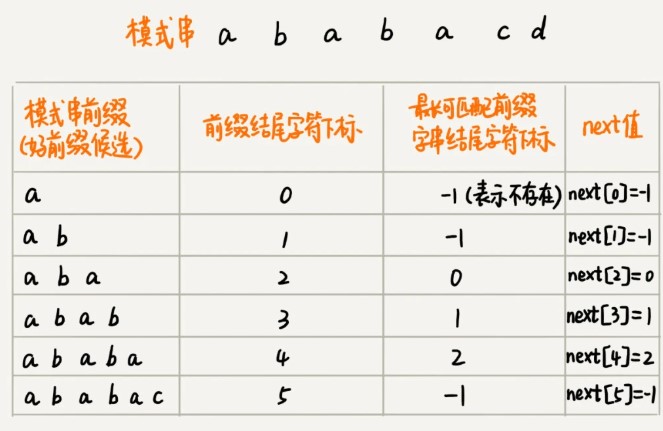 模式串 a b a b a c d
模式串前缀
(好前缀候选)
前缀结尾字符下标
最长可匹配前缀
字串结尾字符下标
next值
a 0 -1(表示不存在) next[0]=-1
a b 1 -1 next[1]=-1
a b a 2 0 next[2]=0
a b a b 3 1 next[3]=1
a b a b a 4 2 next[4]=2
a b a b a c 5 -1 next[5]=-1